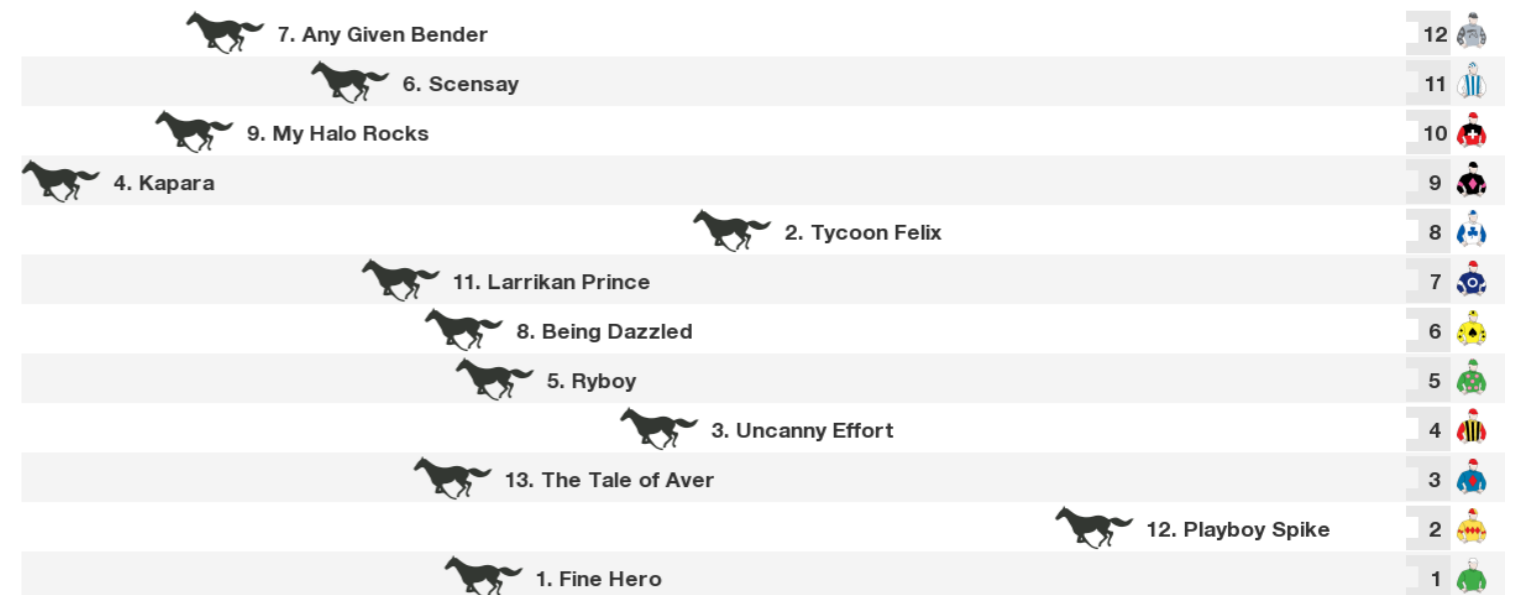 7. Any Given Bender 12
6. Scensay 11
9. My Halo Rocks 10
4. Kapara 9
2. Tycoon Felix 8
11. Larrikan Prince 7
8. Being Dazzled 6
5. Ryboy 5
3. Uncanny Effort 4
13. The Tale of Aver 3
12. Playboy Spike 2
1. Fine Hero 1